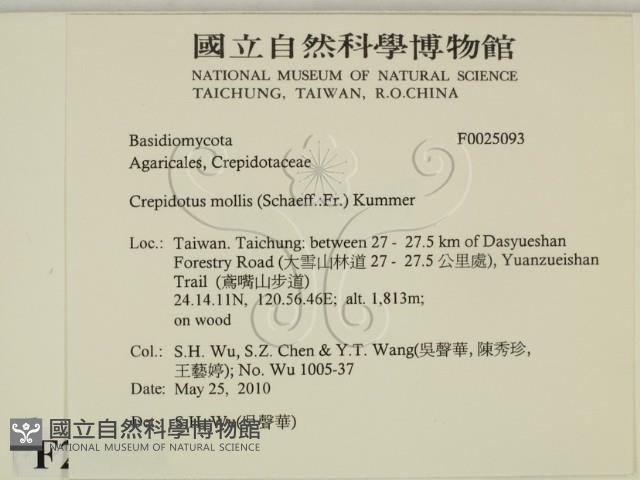 國立自然科學博物館
NATIONAL MUSEUM OF NATURAL SCIENCE
TAICHUNG, TAIWAN, R.O.CHINA
Basidiomycota F0025093
Agaricales, Crepidotaceae
Crepidotus mollis (Schaeff.:Fr.) Kummer
Loc.: Taiwan. Taichung: between 27 - 27.5 km of Dasyueshan
Forestry Road (大雪山林道 27 - 27.5 公里處), Yuanzueishan
Trail (鳶嘴山步道)
24.14.11N, 120.56.46E; alt. 1,813m;
on wood
Col.: S.H. Wu, S.Z. Chen & Y.T. Wang(吳聲華, 陳秀珍,
王藝婷); No. Wu 1005-37
Date: May 25, 2010
Det.: S.H. Wu(吳聲華)
國立自然科學博物館
NATIONAL MUSEUM OF NATURAL SCIENCE